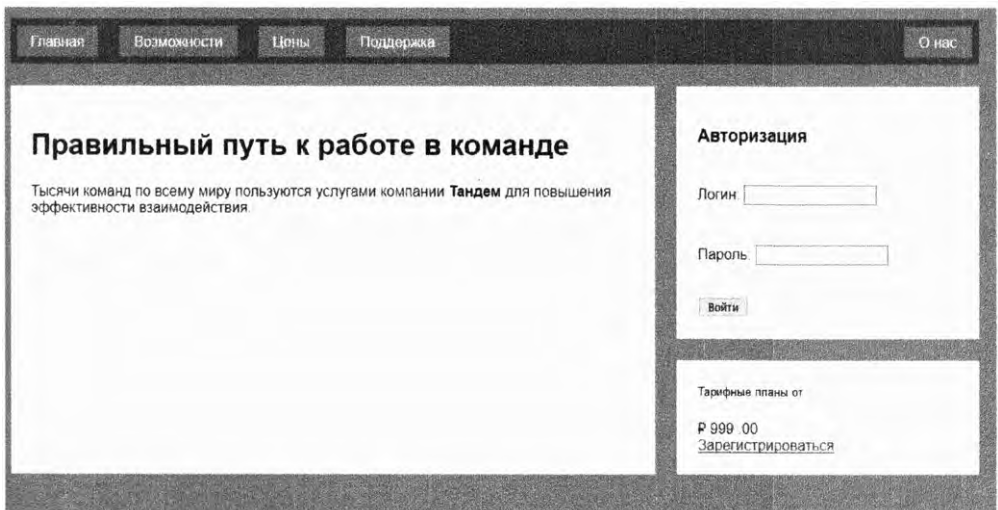 Главная Возможности Цены Поддержка О нас
Правильный путь к работе в команде
Тысячи команд по всему миру пользуются услугами компании Тандем для повышения
эффективности взаимодействия.
Авторизация
Логин:
Пароль:
Войти
Тарифные планы от
₽ 999 .00
Зарегистрироваться